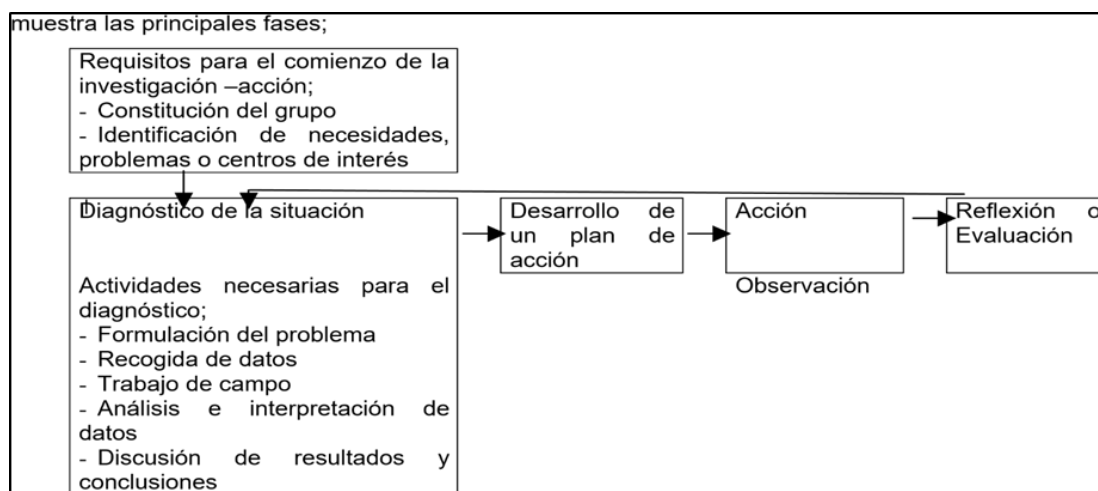 muestra las principales fases;
Requisitos para el comienzo de la
investigación –acción;
- Constitución del grupo
- Identificación de necesidades,
problemas o centros de interés
Diagnóstico de la situación
Actividades necesarias para el
diagnóstico;
- Formulación del problema
- Recogida de datos
- Trabajo de campo
- Análisis e interpretación de
datos
- Discusión de resultados y
conclusiones
Desarrollo de
un plan de
acción
Acción
Observación
Reflexión o
Evaluación